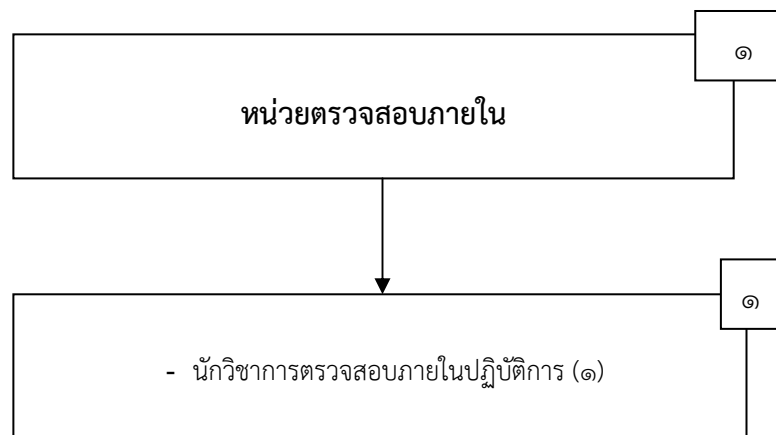 ๑
หน่วยตรวจสอบภายใน
๑
- นักวิชาการตรวจสอบภายในปฏิบัติการ (๑)